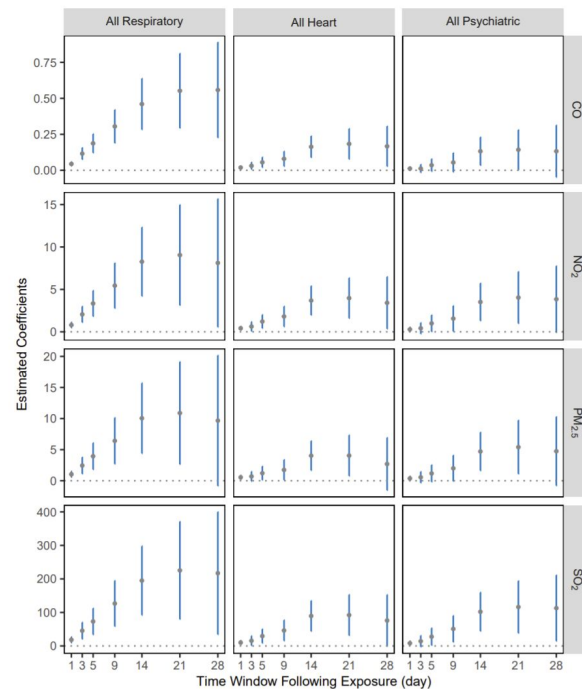 All Respiratory All Heart All Psychiatric
0.75
0.50
0.25
0.00
CO
15
10
5
0
NO2
Estimated Coefficients
20
15
10
5
0
PM2.5
400
300
200
100
0
SO2
1 3 5 9 14 21 28 1 3 5 9 14 21 28 1 3 5 9 14 21 28
Time Window Following Exposure (day)